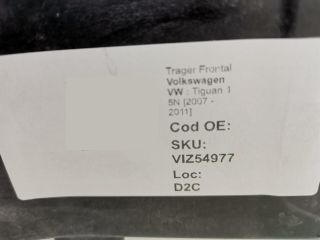 Trager Frontal
Volkswagen
VW : Tiguan 1
5N [2007 -
2011]
Cod OE:
SKU:
VIZ54977
Loc:
D2C